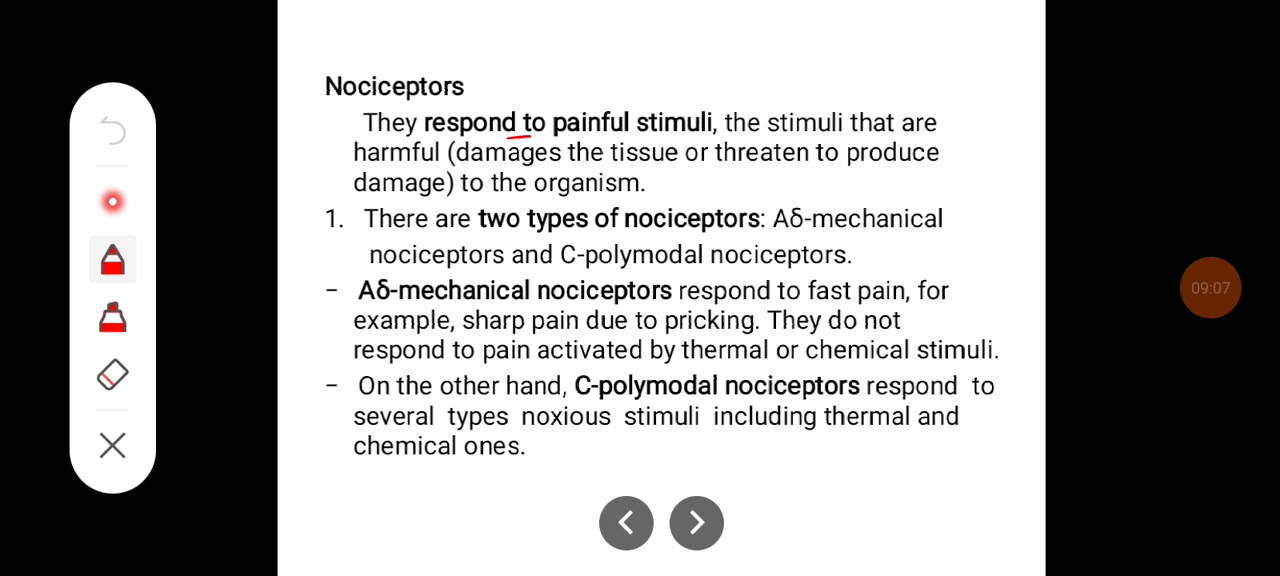 Nociceptors
They respond to painful stimuli, the stimuli that are
harmful (damages the tissue or threaten to produce
damage) to the organism.
1. There are two types of nociceptors: Aδ-mechanical
nociceptors and C-polymodal nociceptors.
- Aδ-mechanical nociceptors respond to fast pain, for
example, sharp pain due to pricking. They do not
respond to pain activated by thermal or chemical stimuli.
- On the other hand, C-polymodal nociceptors respond to
several types noxious stimuli including thermal and
chemical ones.
09:07